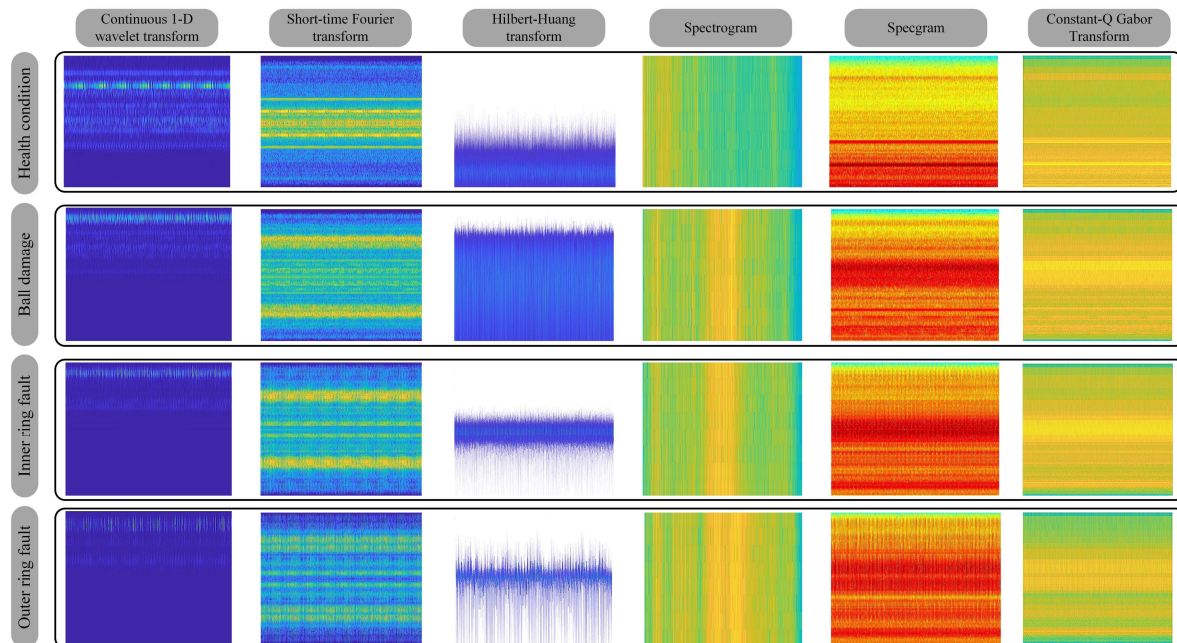 Continuous 1-D
wavelet transform
Short-time Fourier
transform
Hilbert-Huang
transform
Spectrogram
Specgram
Constant-Q Gabor
Transform
Health condition
Ball damage
Inner ring fault
Outer ring fault